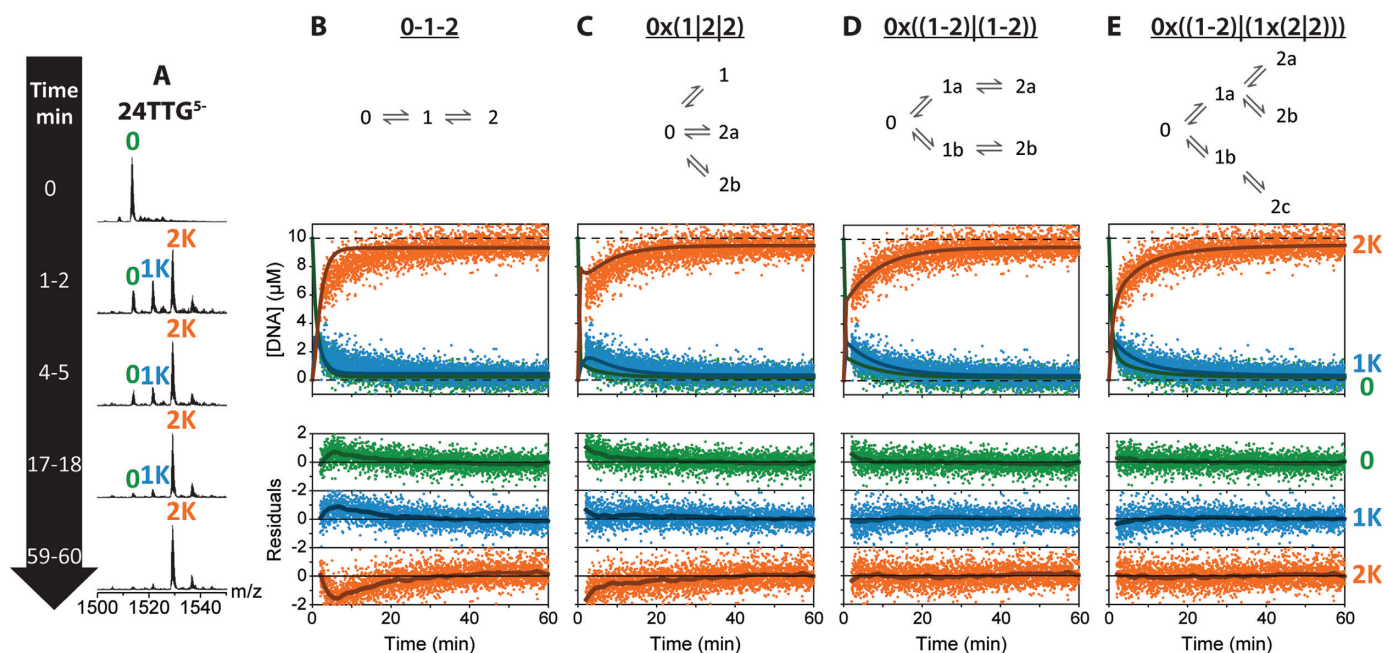 B 0-1-2
C 0x(1|2|2)
D 0x((1-2)|(1-2))
E 0x((1-2)|(1x(2|2)))
Time
min
A
24TTG5-
0
0
1-2
0 1K 2K
4-5
0 1K 2K
17-18
0 1K 2K
59-60
2K
1500 1520 1540 m/z
0 1 2
1
0 2a
2b
1a 2a
0
1b 2b
2a
1a
2b
0
1b
2c
[DNA] (µM)
10
8
6
4
2
0
2K
1K
0
Residuals
2
0
-2
0
-2
0
-2
0
1K
2K
0 20 40 60
0 20 40 60
0 20 40 60
0 20 40 60
Time (min)
Time (min)
Time (min)
Time (min)